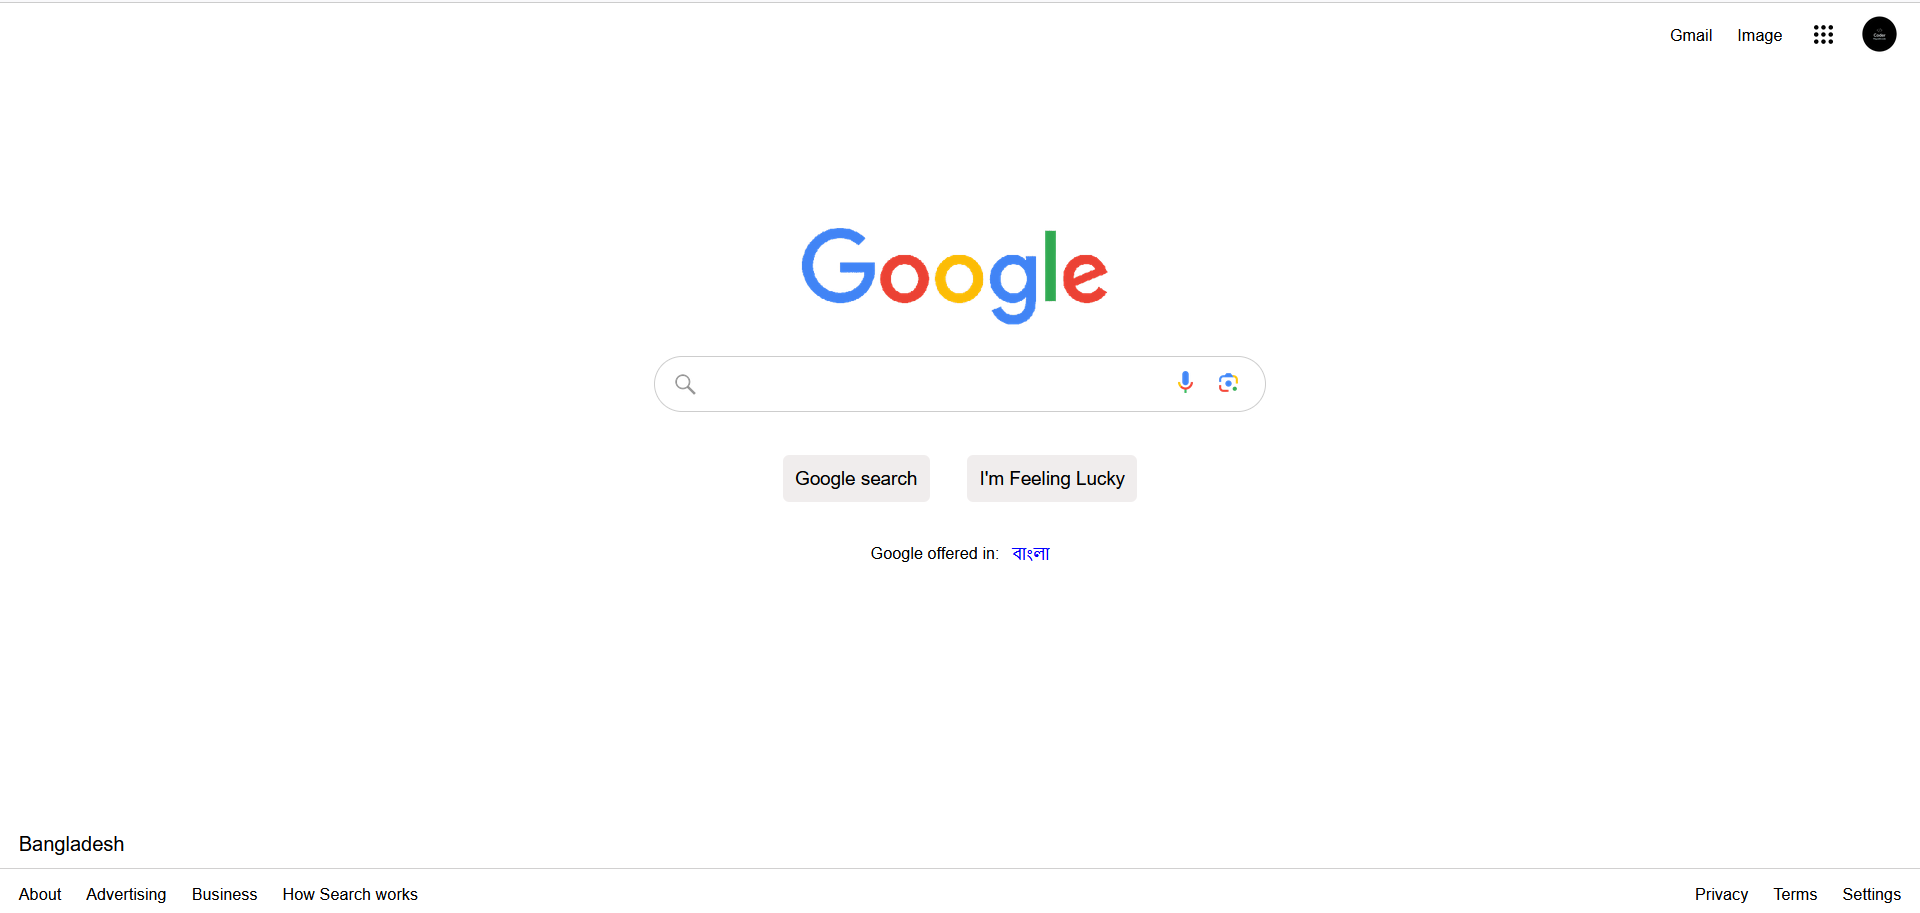 Gmail Image
Coder
Google
Google search I'm Feeling Lucky
Google offered in: বাংলা
Bangladesh
About Advertising Business How Search works Privacy Terms Settings